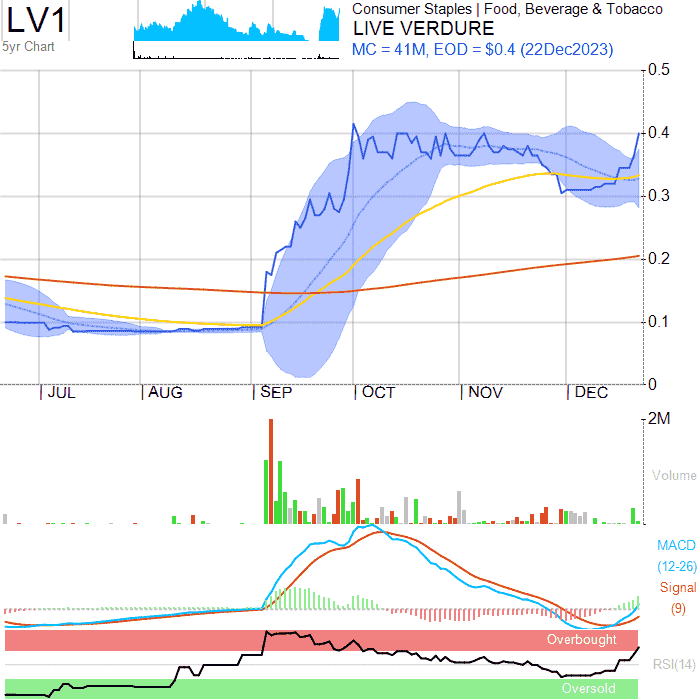 LV1
5yr Chart
Consumer Staples | Food, Beverage & Tobacco
LIVE VERDURE
MC = 41M, EOD = $0.4 (22Dec2023)
0.5
0.4
0.3
0.2
0.1
0
JUL AUG SEP OCT NOV DEC
2M
Volume
MACD
(12-26)
Signal
(9)
Overbought
RSI(14)
Oversold